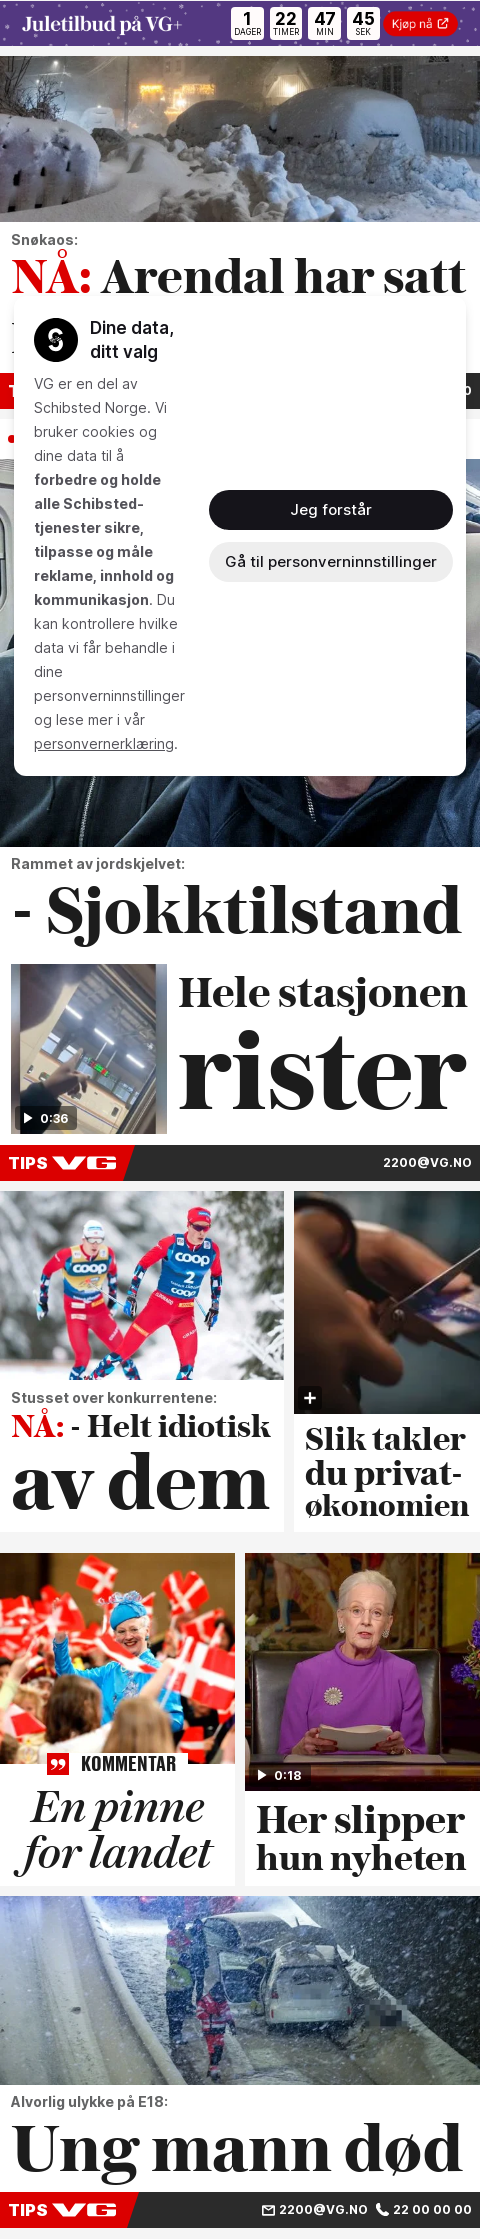 Juletilbud på VG+
1 DAGER 22 TIMER 47 MIN 45 SEK Kjøp nå
Snøkaos:
NÅ: Arendal har satt
Dine data,
ditt valg
VG er en del av
Schibsted Norge. Vi
bruker cookies og
dine data til å
forbedre og holde
alle Schibsted-
tjenester sikre,
tilpasse og måle
reklame, innhold og
kommunikasjon. Du
kan kontrollere hvilke
data vi får behandle i
dine
personverninnstillinger
og lese mer i vår
personvernerklæring.
Jeg forstår
Gå til personverninnstillinger
Rammet av jordskjelvet:
- Sjokktilstand
0:36
Hele stasjonen
rister
TIPS VG 2200@VG.NO
coop
coop
2
coop
Stusset over konkurrentene:
NÅ: - Helt idiotisk
av dem
Slik takler
du privat-
økonomien
KOMMENTAR
En pinne
for landet
0:18
Her slipper
hun nyheten
Alvorlig ulykke på E18:
Ung mann død
TIPS VG 2200@VG.NO 22 00 00 00